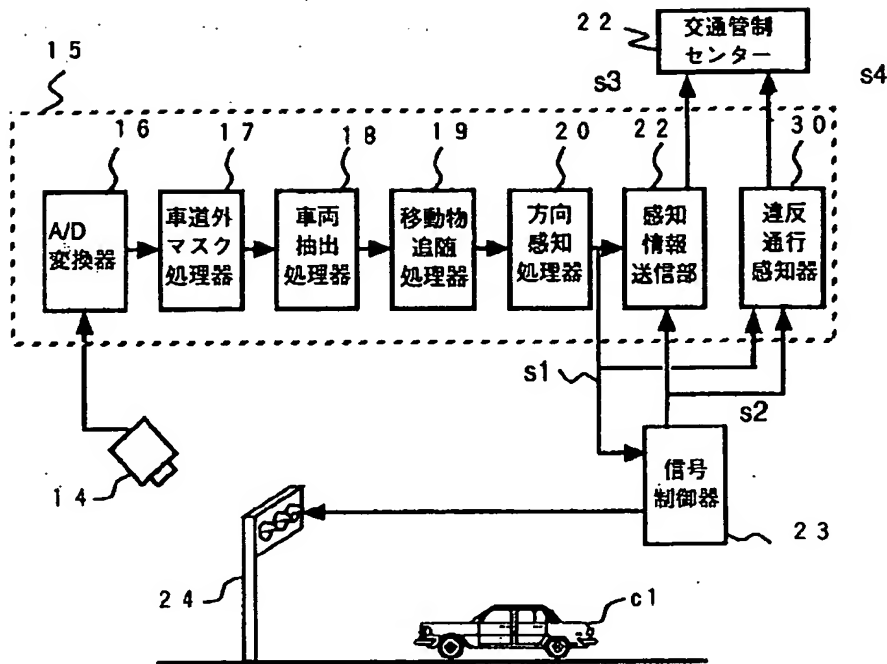 22
交通管制
センター
s3
s4
15
16
17
18
19
20
22
30
A/D
変換器
車道外
マスク
処理器
車両
抽出
処理器
移動物
追随
処理器
方向
感知
処理器
感知
情報
送信部
違反
通行
感知器
s1
s2
14
信号
制御器
23
24
c1